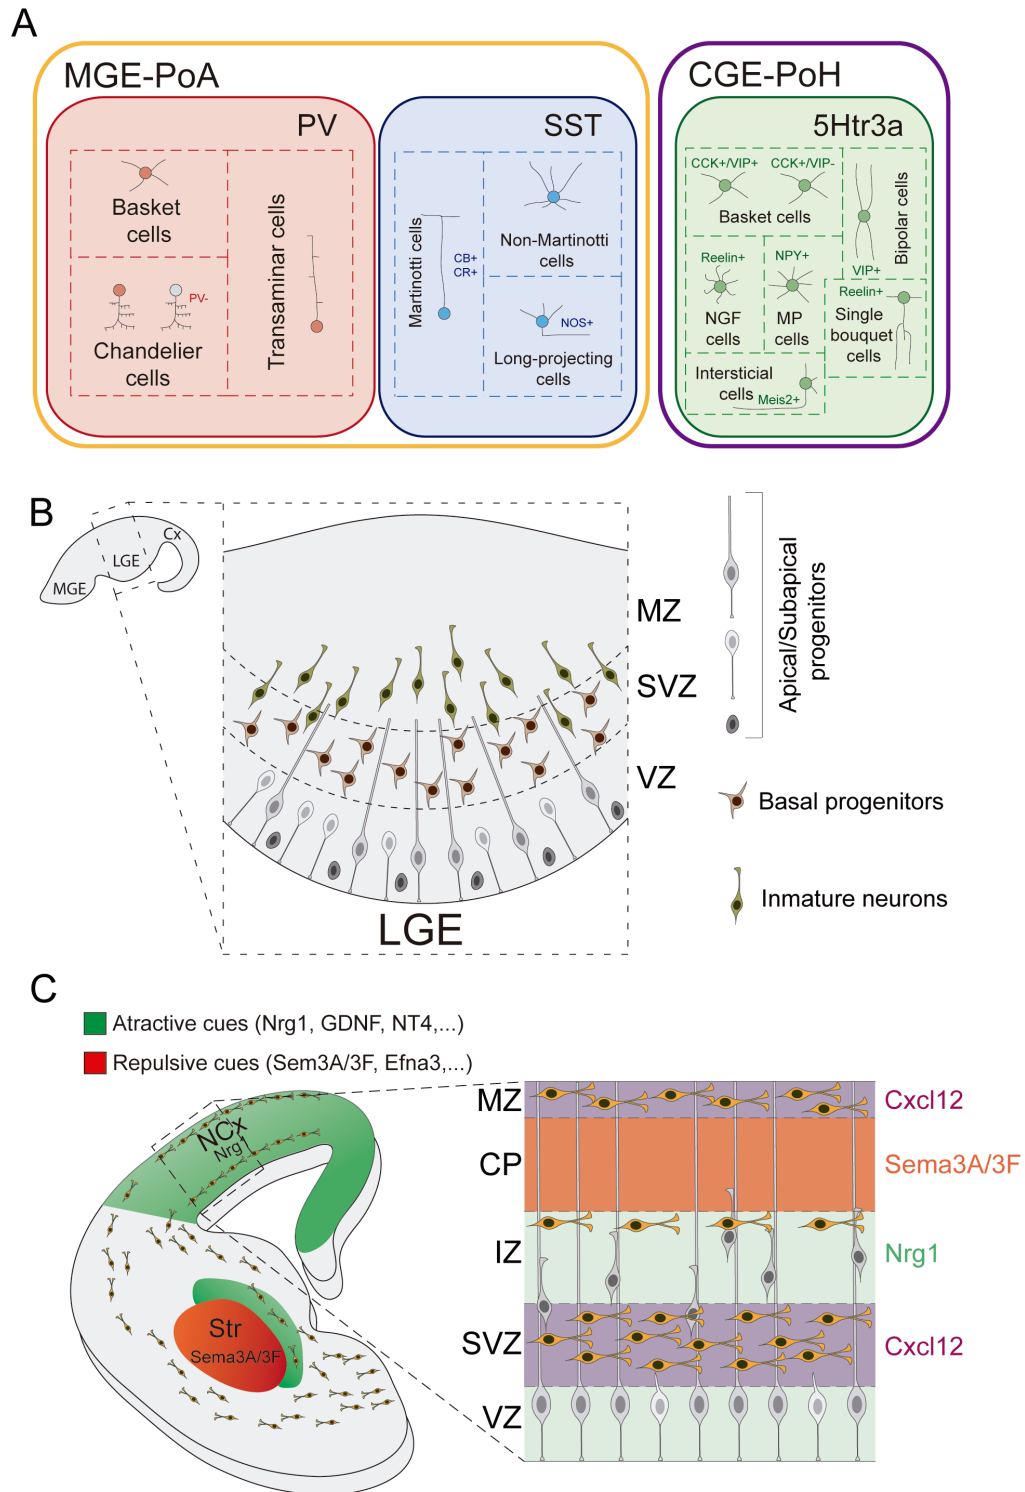 A
MGE-PoA
CGE-PoH
PV
SST
5Htr3a
Basket
cells
PV-
Chandelier
cells
Transaminar cells
Martinotti cells
CB+
CR+
Non-Martinotti
cells
NOS+
Long-projecting
cells
CCK+/VIP+
CCK+/VIP-
Basket cells
Bipolar cells
VIP+
Reelin+
NGF
cells
NPY+
MP
cells
Reelin+
Single
bouquet
cells
Intersticial
cells
Meis2+
B
Cx
LGE
MGE
MZ
SVZ
VZ
LGE
Apical/Subapical
progenitors
Basal progenitors
Inmature neurons
C
Atractive cues (Nrg1, GDNF, NT4,...)
Repulsive cues (Sem3A/3F, Efna3,...)
NCx
Nrg1
Str
Sema3A/3F
MZ
CP
IZ
SVZ
VZ
Cxcl12
Sema3A/3F
Nrg1
Cxcl12